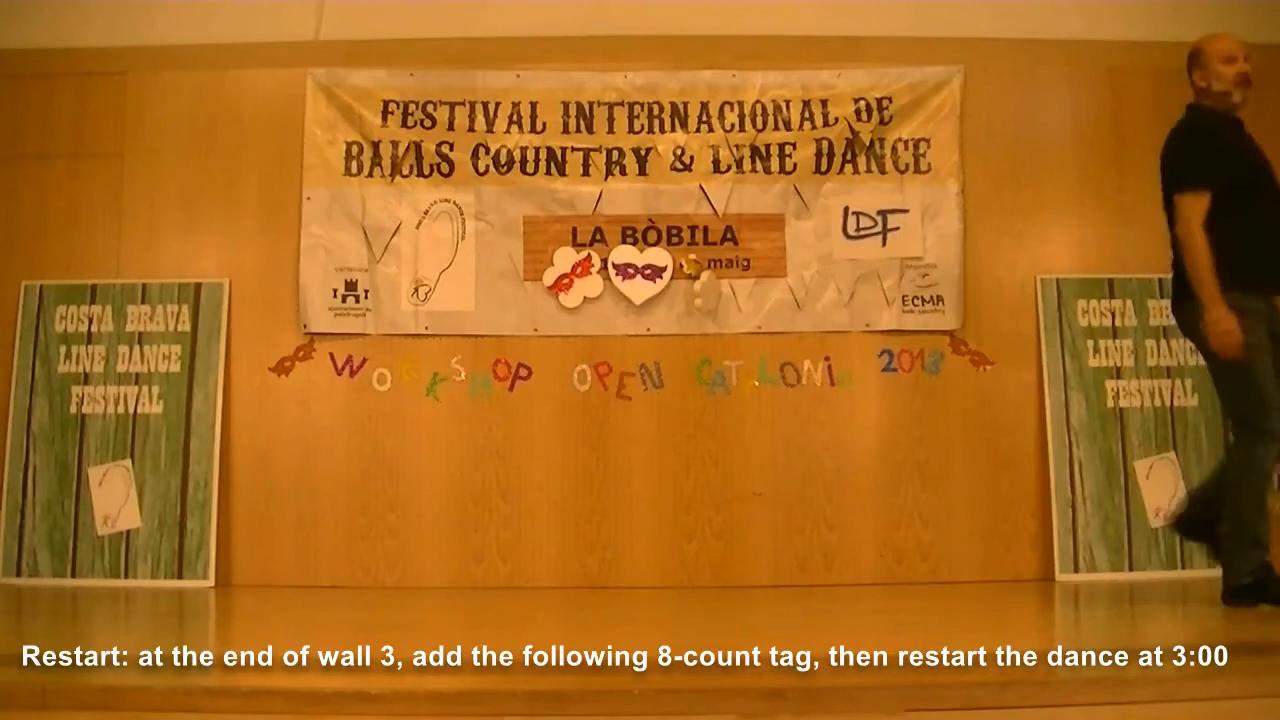 FESTIVAL INTERNACIONAL DE
BALLS COUNTRY & LINE DANCE
LA BÒBILA
maig
LDF
ECMA
COSTA BRAVA
LINE DANCE
FESTIVAL
WORKSHOP OPEN CATALONIA 2018
COSTA
LINE DANCE
FESTIVAL
Restart: at the end of wall 3, add the following 8-count tag, then restart the dance at 3:00